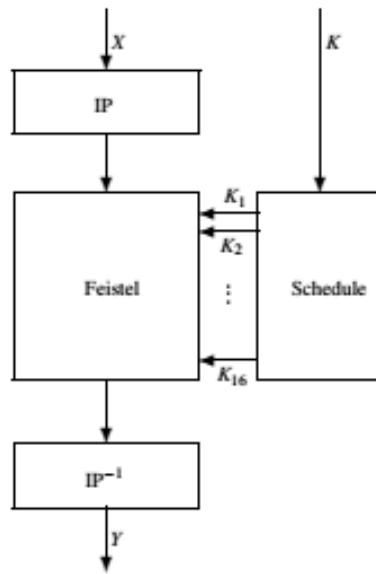 X
K
IP
K₁
K₂
Feistel
⋮
Schedule
K₁₆
IP⁻¹
Y